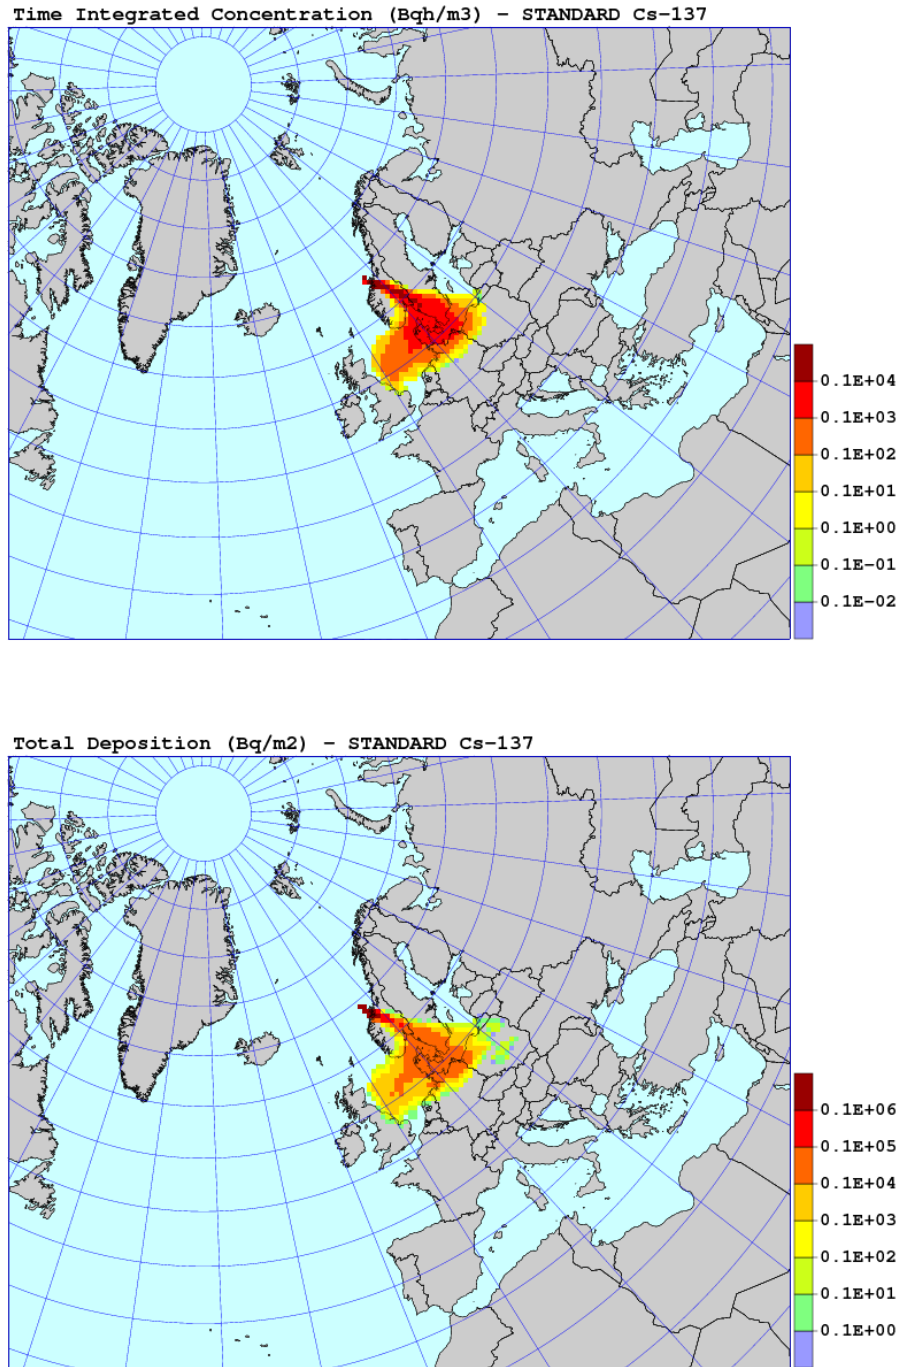 Time Integrated Concentration (Bqh/m3) – STANDARD Cs–137
0.1E+04
0.1E+03
0.1E+02
0.1E+01
0.1E+00
0.1E–01
0.1E–02
Total Deposition (Bq/m2) – STANDARD Cs–137
0.1E+06
0.1E+05
0.1E+04
0.1E+03
0.1E+02
0.1E+01
0.1E+00